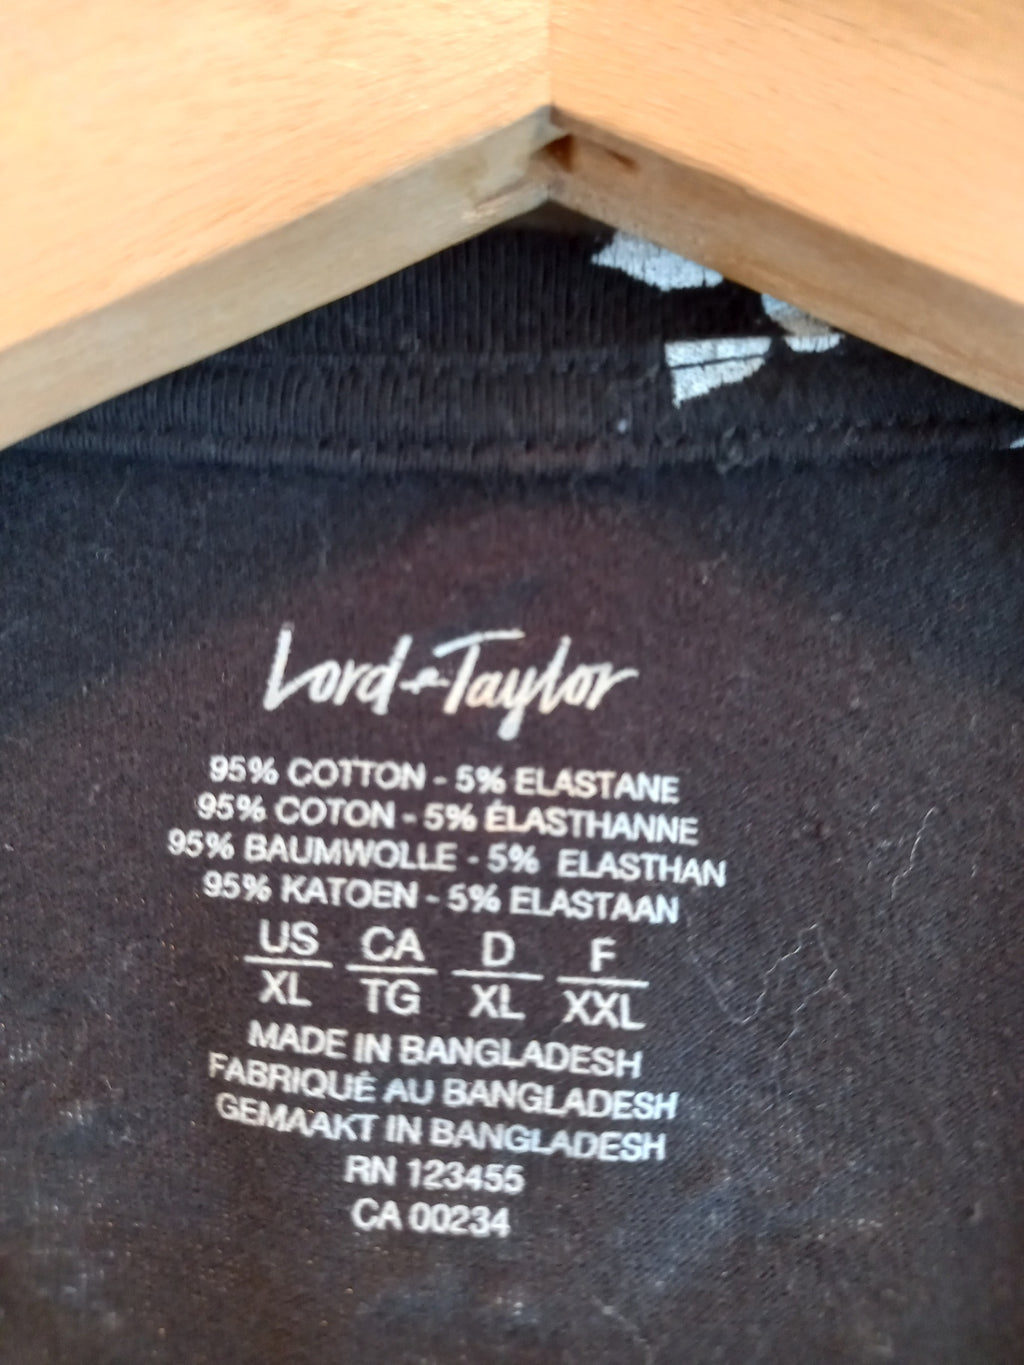 Lord + Taylor
95% COTTON - 5% ELASTANE
95% COTON - 5% ÉLASTHANNE
95% BAUMWOLLE - 5% ELASTHAN
95% KATOEN - 5% ELASTAAN
US CA D F
XL TG XL XXL
MADE IN BANGLADESH
FABRIQUÉ AU BANGLADESH
GEMAAKT IN BANGLADESH
RN 123455
CA 00234